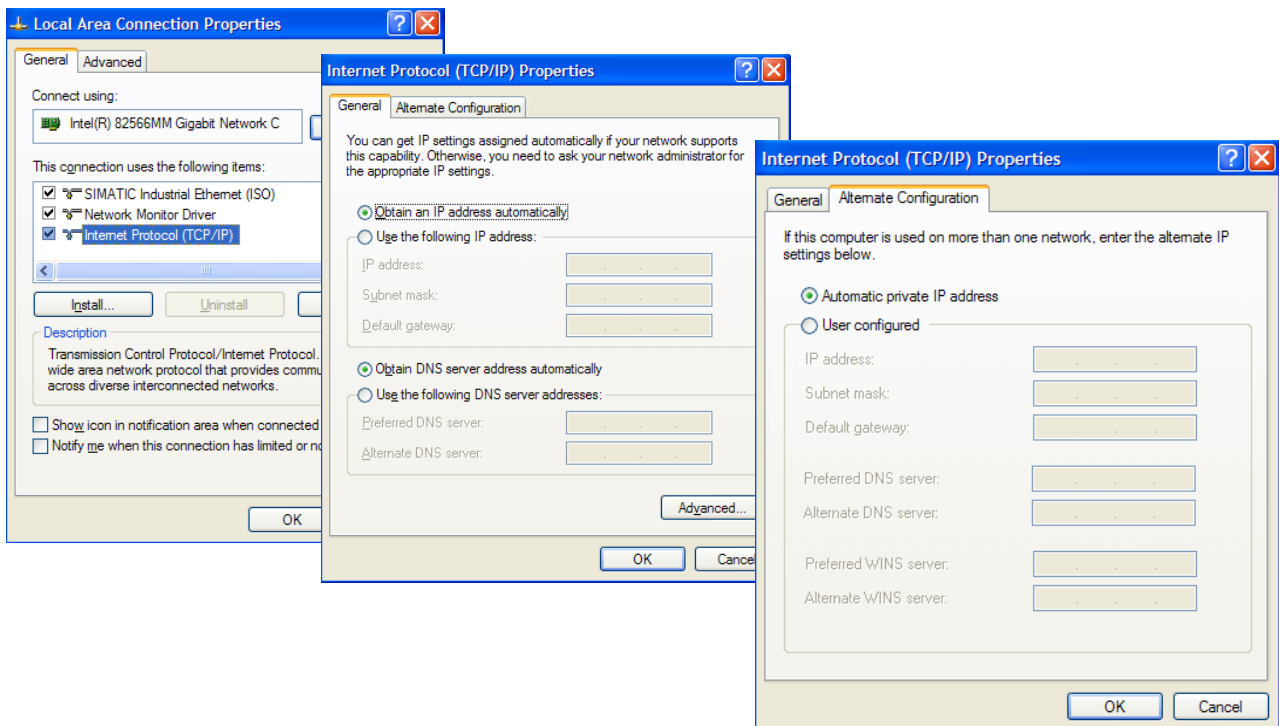 Local Area Connection Properties
General
Advanced
Connect using:
Intel(R) 82566MM Gigabit Network C
This connection uses the following items:
SIMATIC Industrial Ethernet (ISO)
Network Monitor Driver
Internet Protocol (TCP/IP)
Install...
Uninstall
Description
Transmission Control Protocol/Internet Protocol.
wide area network protocol that provides commu
across diverse interconnected networks.
Show icon in notification area when connected
Notify me when this connection has limited or no
OK
Internet Protocol (TCP/IP) Properties
General
Alternate Configuration
You can get IP settings assigned automatically if your network supports
this capability. Otherwise, you need to ask your network administrator for
the appropriate IP settings.
Obtain an IP address automatically
Use the following IP address:
IP address:
Subnet mask:
Default gateway:
Obtain DNS server address automatically
Use the following DNS server addresses:
Preferred DNS server:
Alternate DNS server:
Advanced...
OK
Cancel
Internet Protocol (TCP/IP) Properties
General
Alternate Configuration
If this computer is used on more than one network, enter the alternate IP
settings below.
Automatic private IP address
User configured
IP address:
Subnet mask:
Default gateway:
Preferred DNS server:
Alternate DNS server:
Preferred WINS server:
Alternate WINS server:
OK
Cancel